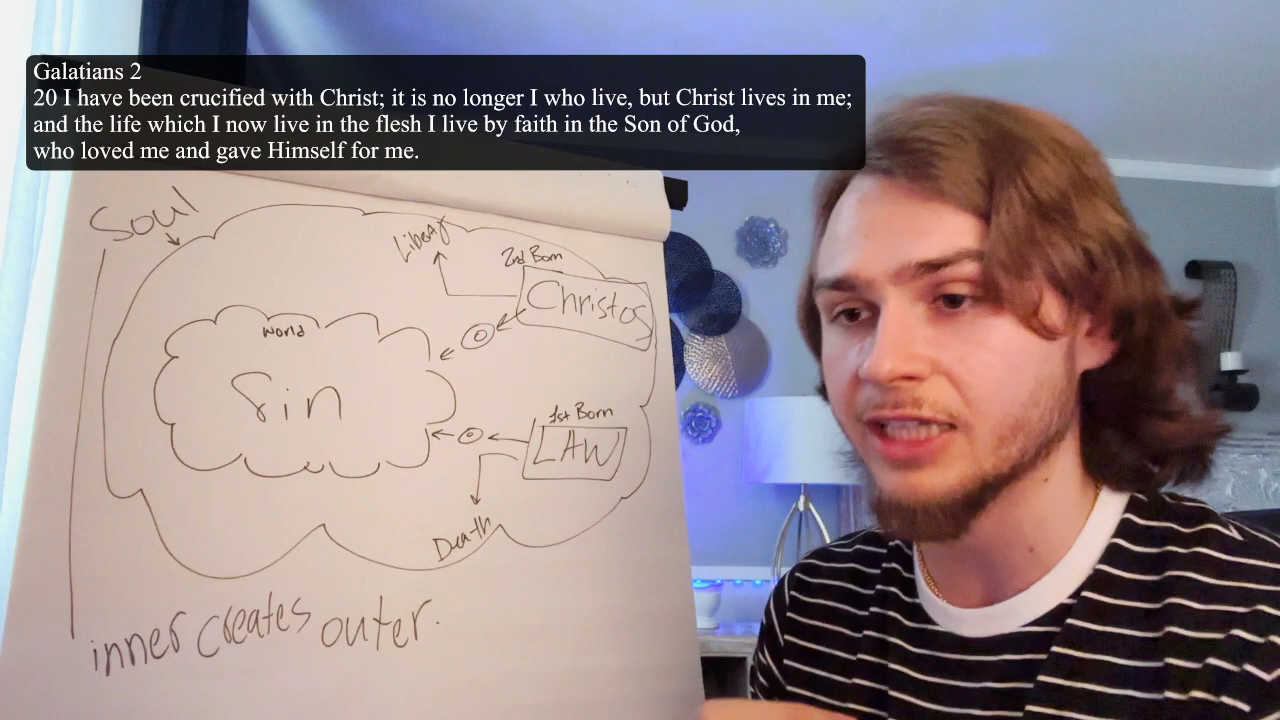 Galatians 2
20 I have been crucified with Christ; it is no longer I who live, but Christ lives in me;
and the life which I now live in the flesh I live by faith in the Son of God,
who loved me and gave Himself for me.
Soul
Liberty
2nd Born
Christos
World
Sin
1st Born
LAW
Death
inner creates outer.